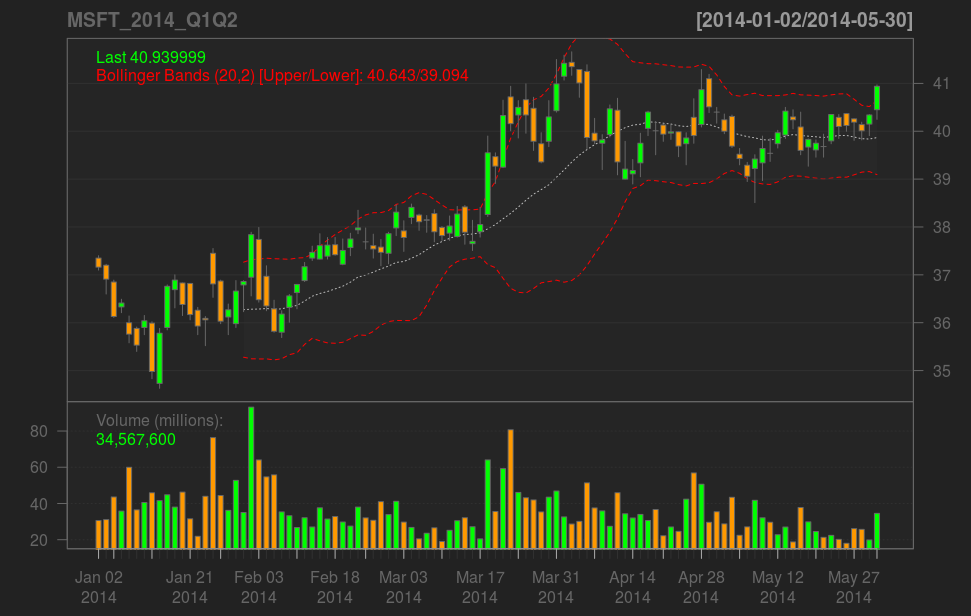 MSFT_2014_Q1Q2
[2014-01-02/2014-05-30]
Last 40.939999
Bollinger Bands (20,2) [Upper/Lower]: 40.643/39.094
41
40
39
38
37
36
35
Volume (millions):
34,567,600
80
60
40
20
Jan 02 Jan 21 Feb 03 Feb 18 Mar 03 Mar 17 Mar 31 Apr 14 Apr 28 May 12 May 27
2014 2014 2014 2014 2014 2014 2014 2014 2014 2014 2014